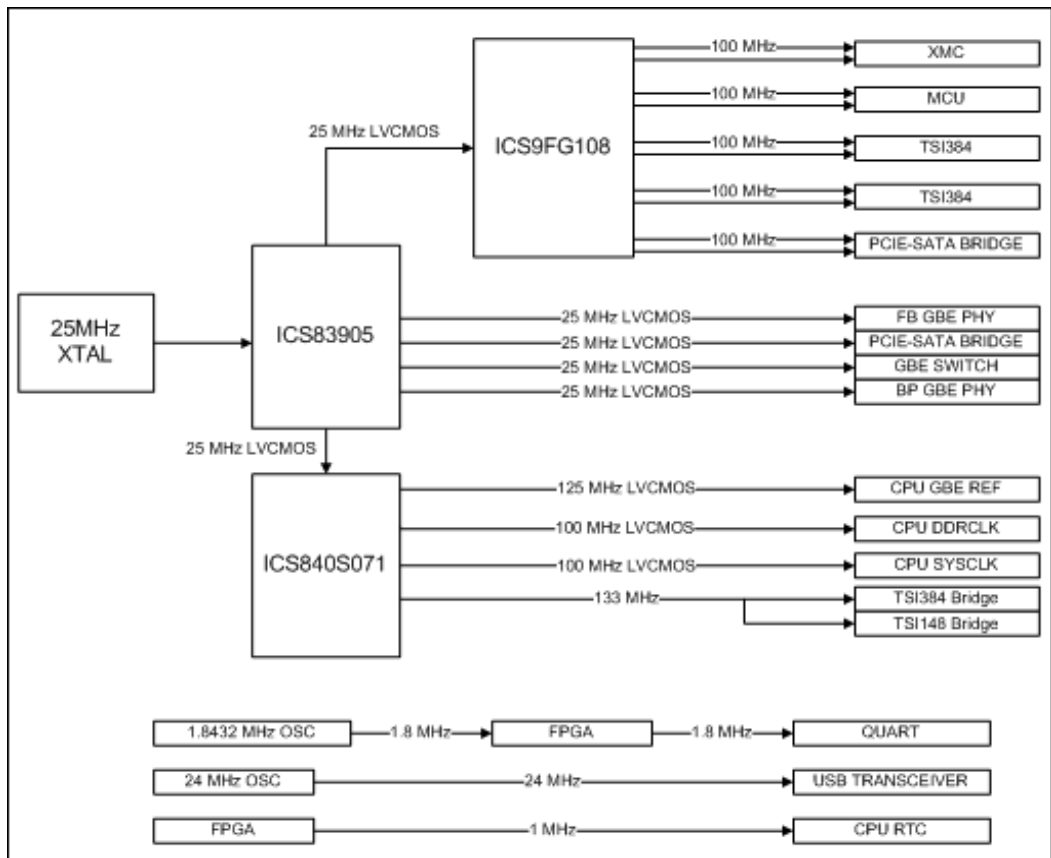 100 MHz
XMC
100 MHz
MCU
25 MHz LVCMOS
ICS9FG108
100 MHz
TSI384
100 MHz
TSI384
100 MHz
PCIE-SATA BRIDGE
25MHz
XTAL
ICS83905
25 MHz LVCMOS
FB GBE PHY
25 MHz LVCMOS
PCIE-SATA BRIDGE
25 MHz LVCMOS
GBE SWITCH
25 MHz LVCMOS
BP GBE PHY
25 MHz LVCMOS
ICS840S071
125 MHz LVCMOS
CPU GBE REF
100 MHz LVCMOS
CPU DDRCLK
100 MHz LVCMOS
CPU SYSCLK
133 MHz
TSI384 Bridge
TSI148 Bridge
1.8432 MHz OSC
1.8 MHz
FPGA
1.8 MHz
QUART
24 MHz OSC
24 MHz
USB TRANSCEIVER
FPGA
1 MHz
CPU RTC